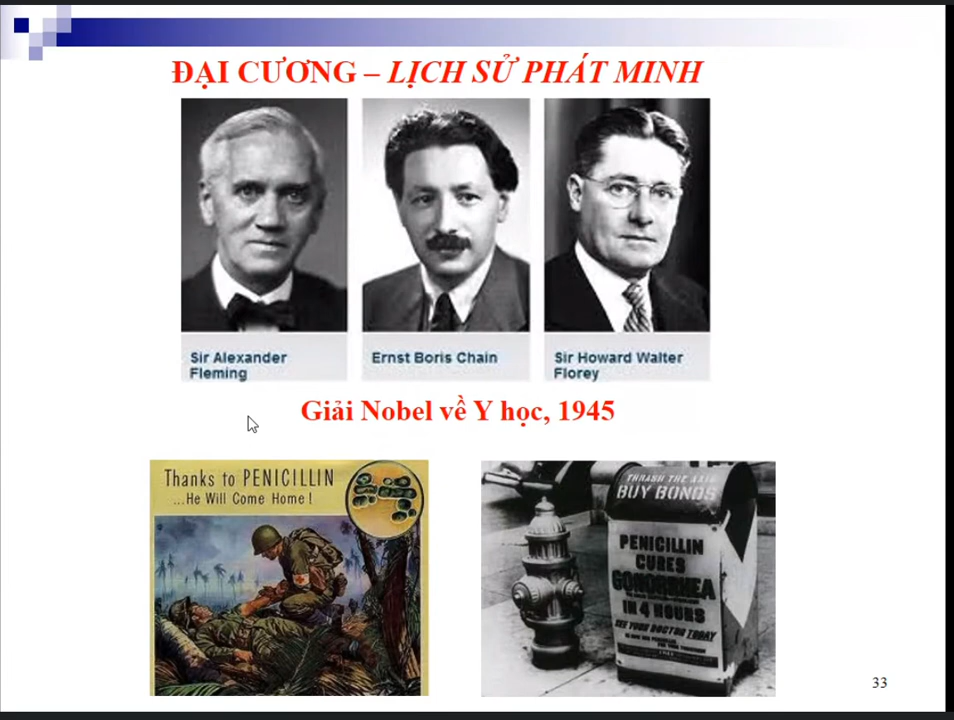 ĐẠI CƯƠNG – LỊCH SỬ PHÁT MINH
Sir Alexander
Fleming
Ernst Boris Chain
Sir Howard Walter
Florey
Giải Nobel về Y học, 1945
Thanks to PENICILLIN
...He Will Come Home!
THRASH THE AXIS
BUY BONDS
PENICILLIN
CURES
GONORRHEA
IN 4 HOURS
SEE YOUR DOCTOR TODAY
33